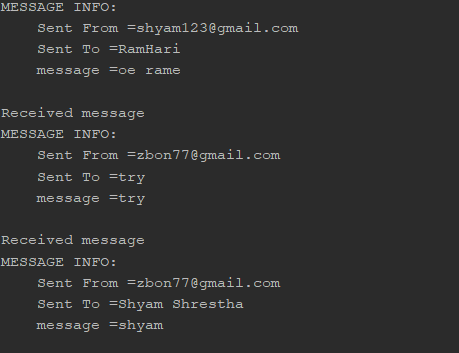 MESSAGE INFO:
Sent From =shyam123@gmail.com
Sent To =RamHari
message =oe rame
Received message
MESSAGE INFO:
Sent From =zbon77@gmail.com
Sent To =try
message =try
Received message
MESSAGE INFO:
Sent From =zbon77@gmail.com
Sent To =Shyam Shrestha
message =shyam